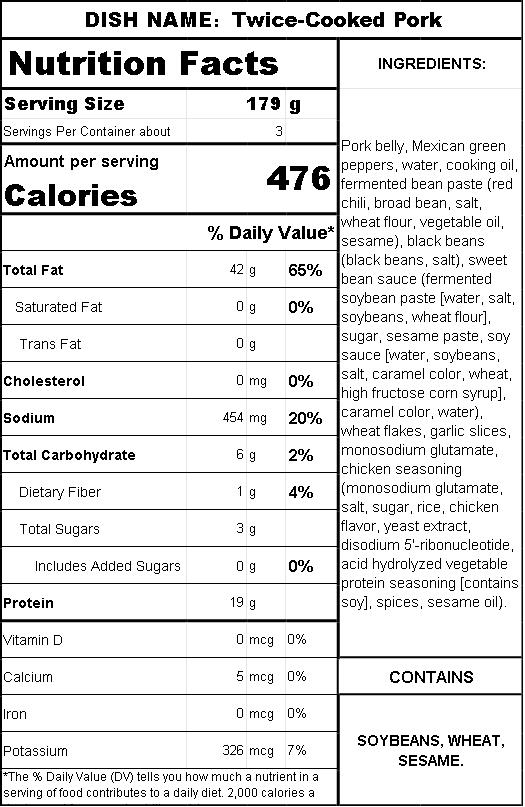 DISH NAME: Twice-Cooked Pork
Nutrition Facts
Serving Size 179 g
Servings Per Container about 3
Amount per serving
Calories 476
% Daily Value*
Total Fat 42 g 65%
Saturated Fat 0 g 0%
Trans Fat 0 g
Cholesterol 0 mg 0%
Sodium 454 mg 20%
Total Carbohydrate 6 g 2%
Dietary Fiber 1 g 4%
Total Sugars 3 g
Includes Added Sugars 0 g 0%
Protein 19 g
Vitamin D 0 mcg 0%
Calcium 5 mcg 0%
Iron 0 mcg 0%
Potassium 326 mcg 7%
*The % Daily Value (DV) tells you how much a nutrient in a
serving of food contributes to a daily diet. 2,000 calories a
INGREDIENTS:
Pork belly, Mexican green
peppers, water, cooking oil,
fermented bean paste (red
chili, broad bean, salt,
wheat flour, vegetable oil,
sesame), black beans
(black beans, salt), sweet
bean sauce (fermented
soybean paste [water, salt,
soybeans, wheat flour],
sugar, sesame paste, soy
sauce [water, soybeans,
salt, caramel color, wheat,
high fructose corn syrup],
caramel color, water),
wheat flakes, garlic slices,
monosodium glutamate,
chicken seasoning
(monosodium glutamate,
salt, sugar, rice, chicken
flavor, yeast extract,
disodium 5'-ribonucleotide,
acid hydrolyzed vegetable
protein seasoning [contains
soy], spices, sesame oil).
CONTAINS
SOYBEANS, WHEAT,
SESAME.